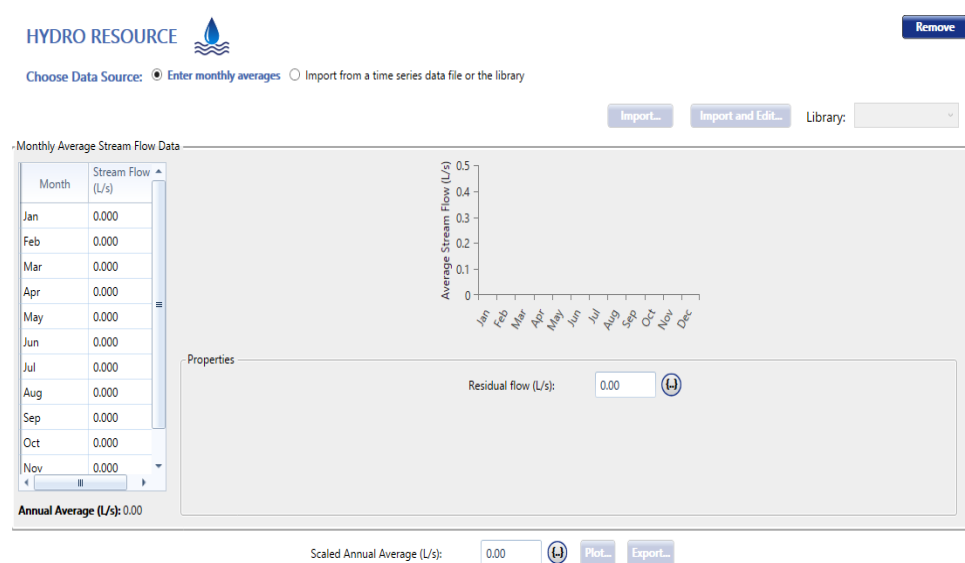 HYDRO RESOURCE
Remove
Choose Data Source: Enter monthly averages Import from a time series data file or the library
Import... Import and Edit... Library:
Monthly Average Stream Flow Data
Month Stream Flow (L/s)
Jan 0.000
Feb 0.000
Mar 0.000
Apr 0.000
May 0.000
Jun 0.000
Jul 0.000
Aug 0.000
Sep 0.000
Oct 0.000
Nov 0.000
Annual Average (L/s): 0.00
Average Stream Flow (L/s)
0.5
0.4
0.3
0.2
0.1
0
Jan Feb Mar Apr May Jun Jul Aug Sep Oct Nov Dec
Properties
Residual flow (L/s): 0.00 {..}
Scaled Annual Average (L/s): 0.00 {..} Plot... Export...